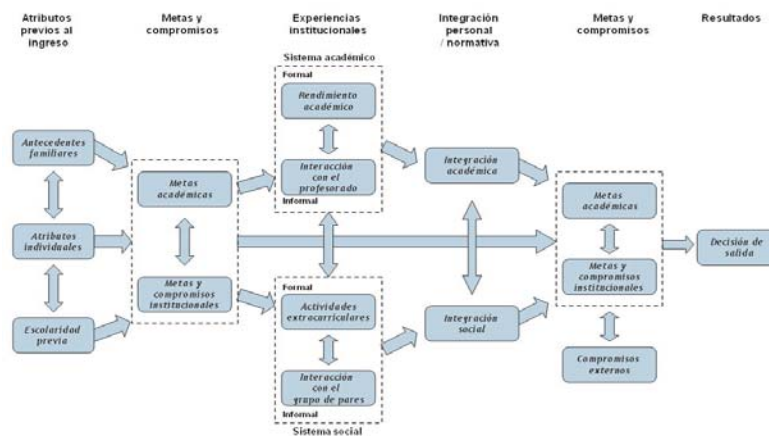 Atributos
previos al
ingreso
Metas y
compromisos
Experiencias
institucionales
Integración
personal
/ normativa
Metas y
compromisos
Resultados
Sistema académico
Formal
Rendimiento
académico
Interacción
con el
profesorado
Informal
Antecedentes
familiares
Atributos
individuales
Escolaridad
previa
Metas
académicas
Metas y
compromisos
institucionales
Formal
Actividades
extracurriculares
Interacción
con el
grupo de pares
Informal
Sistema social
Integración
académica
Integración
social
Metas
académicas
Metas y
compromisos
institucionales
Compromisos
externos
Decisión de
salida